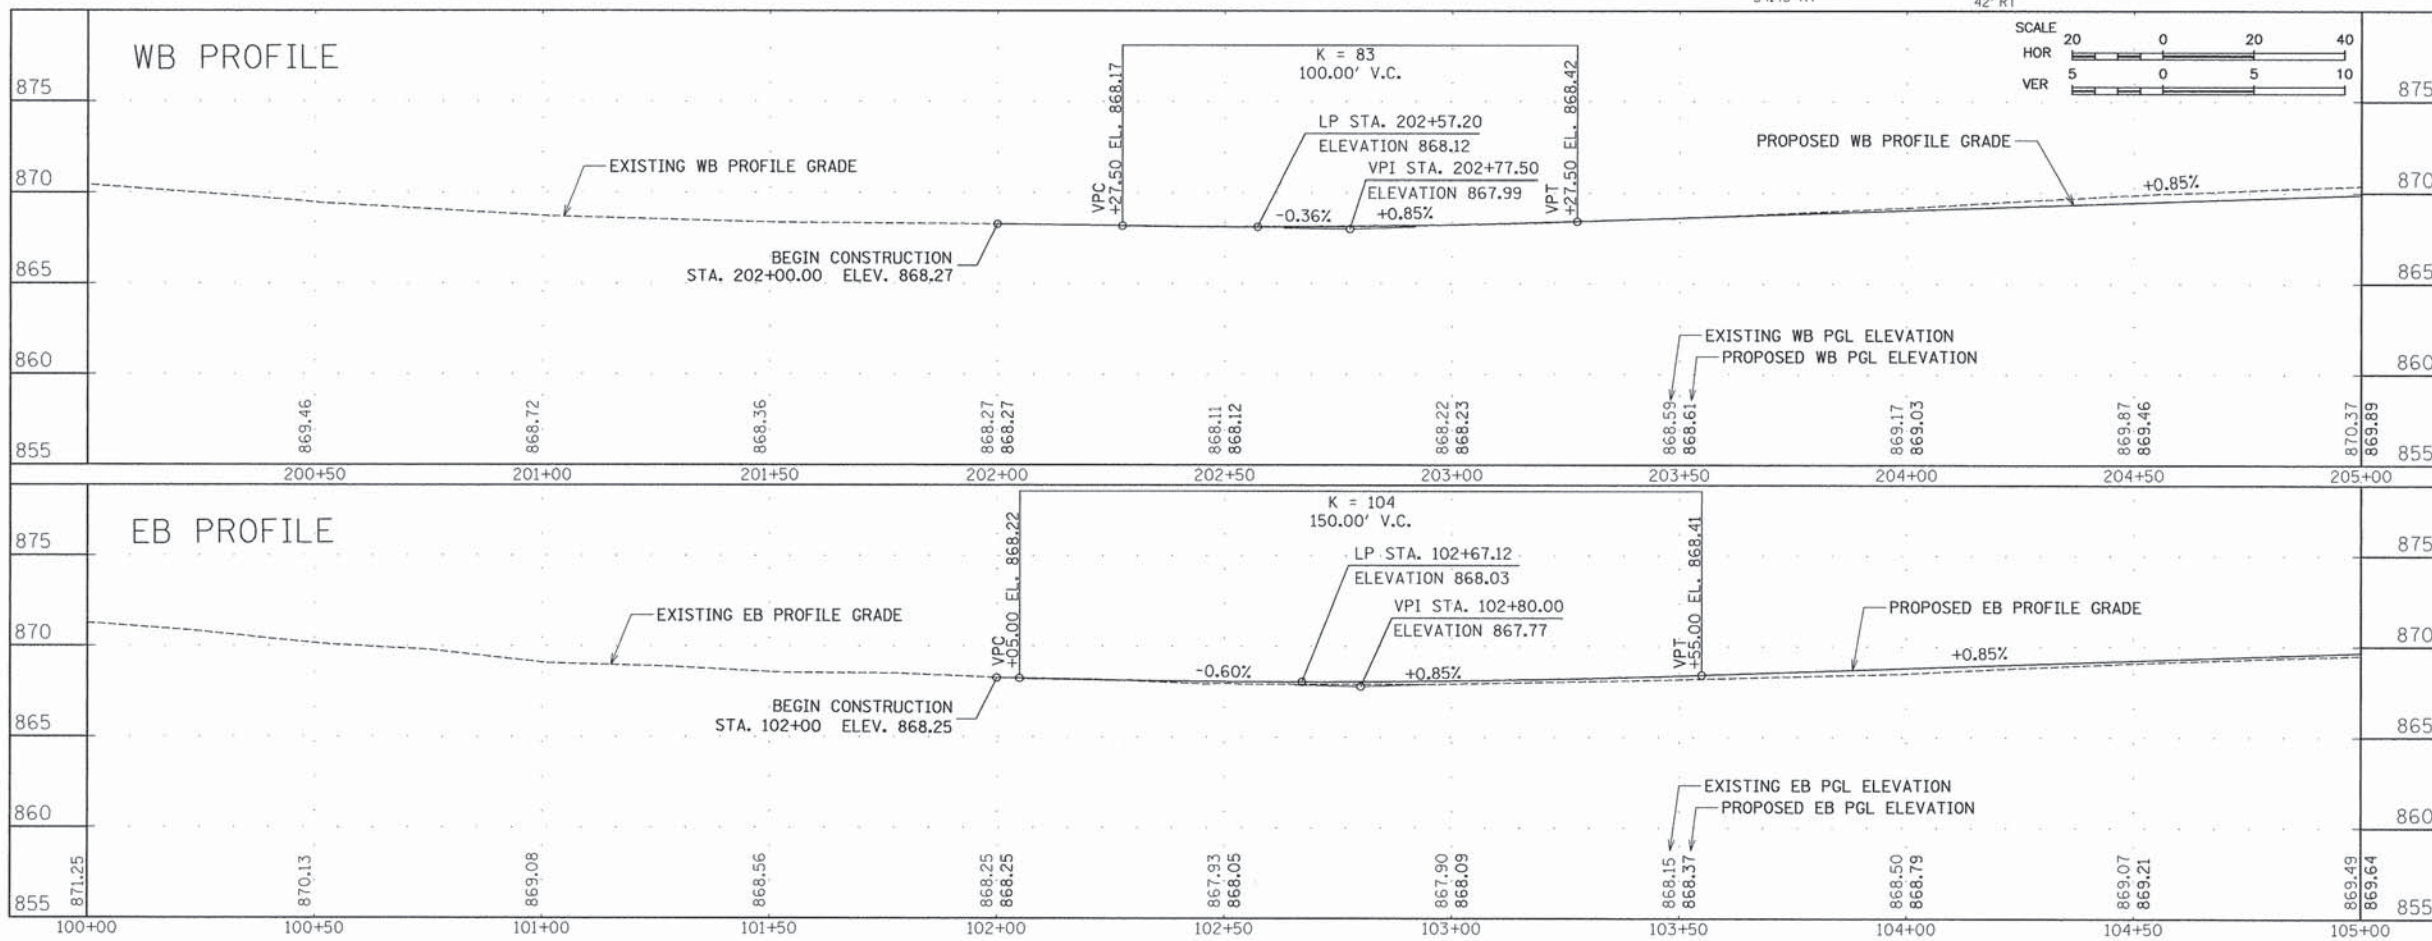 42' RT
WB PROFILE
SCALE
HOR
20 0 20 40
VER
5 0 5 10
875
870
865
860
855
875
870
865
860
855
K = 83
100.00' V.C.
VPC
+27.50 EL. 868.17
VPT
+27.50 EL. 868.42
LP STA. 202+57.20
ELEVATION 868.12
VPI STA. 202+77.50
ELEVATION 867.99
-0.36%
+0.85%
EXISTING WB PROFILE GRADE
PROPOSED WB PROFILE GRADE
+0.85%
BEGIN CONSTRUCTION
STA. 202+00.00 ELEV. 868.27
EXISTING WB PGL ELEVATION
PROPOSED WB PGL ELEVATION
869.46
868.72
868.36
868.27
868.27
868.11
868.12
868.22
868.23
868.59
868.61
869.17
869.03
869.87
869.46
870.37
869.89
200+50 201+00 201+50 202+00 202+50 203+00 203+50 204+00 204+50 205+00
EB PROFILE
875
870
865
860
855
875
870
865
860
855
K = 104
150.00' V.C.
VPC
+05.00 EL. 868.22
VPT
+55.00 EL. 868.41
LP STA. 102+67.12
ELEVATION 868.03
VPI STA. 102+80.00
ELEVATION 867.77
-0.60%
+0.85%
EXISTING EB PROFILE GRADE
PROPOSED EB PROFILE GRADE
+0.85%
BEGIN CONSTRUCTION
STA. 102+00 ELEV. 868.25
EXISTING EB PGL ELEVATION
PROPOSED EB PGL ELEVATION
871.25
870.13
869.08
868.56
868.25
868.25
867.93
868.05
867.90
868.09
868.15
868.37
868.50
868.79
869.07
869.21
869.49
869.64
100+00 100+50 101+00 101+50 102+00 102+50 103+00 103+50 104+00 104+50 105+00